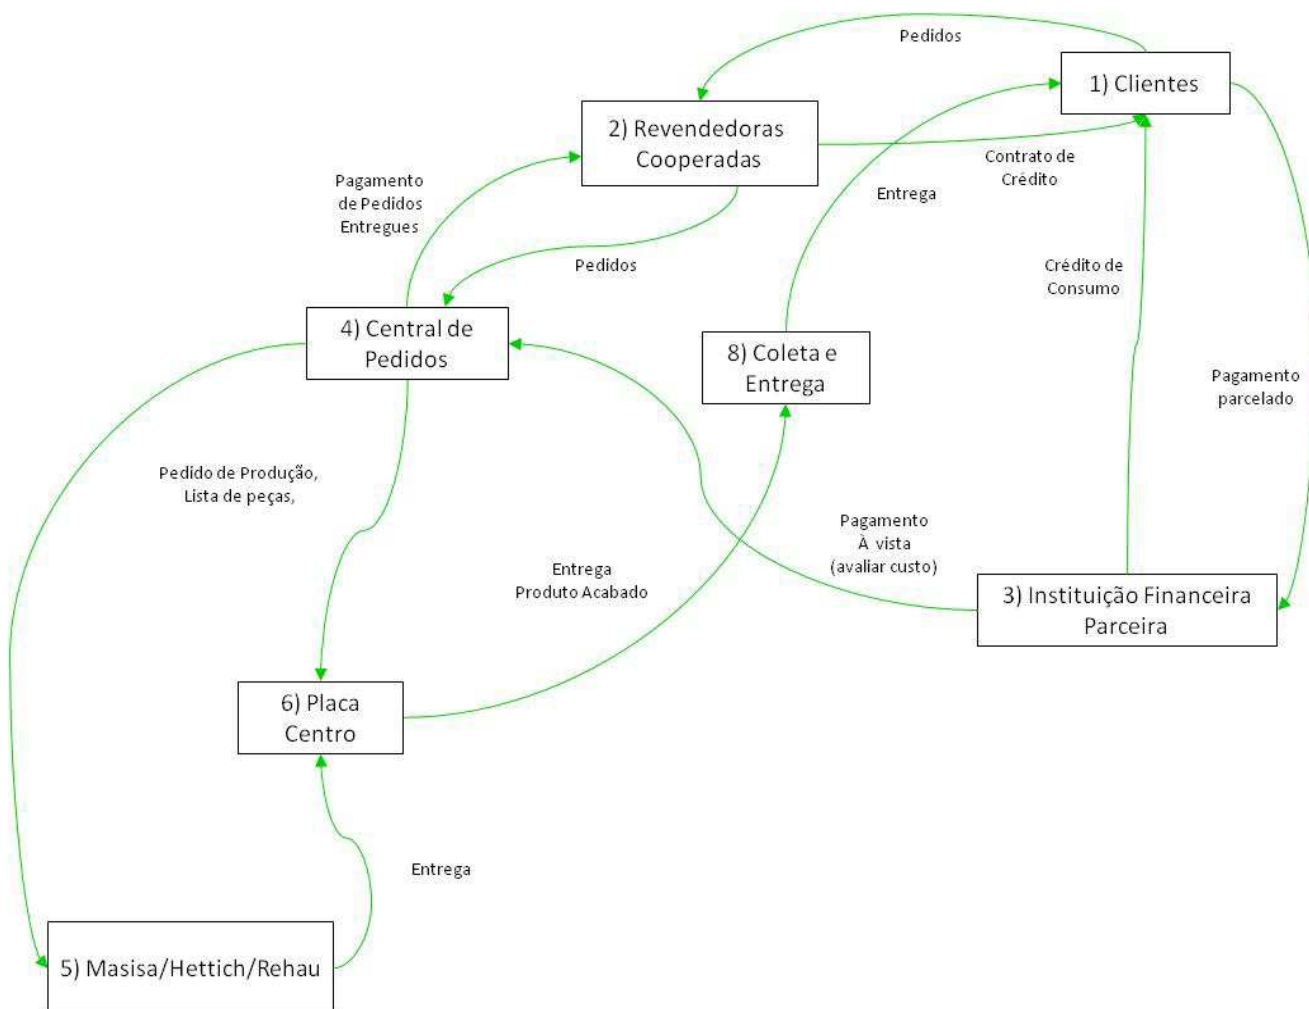 Pedidos
1) Clientes
2) Revendedoras
Cooperadas
Contrato de
Crédito
Pagamento
de Pedidos
Entregues
Entrega
Pedidos
Crédito de
Consumo
4) Central de
Pedidos
8) Coleta e
Entrega
Pagamento
parcelado
Pedido de Produção,
Lista de peças,
Pagamento
À vista
(avaliar custo)
Entrega
Produto Acabado
3) Instituição Financeira
Parceira
6) Placa
Centro
Entrega
5) Masisa/Hettich/Rehau